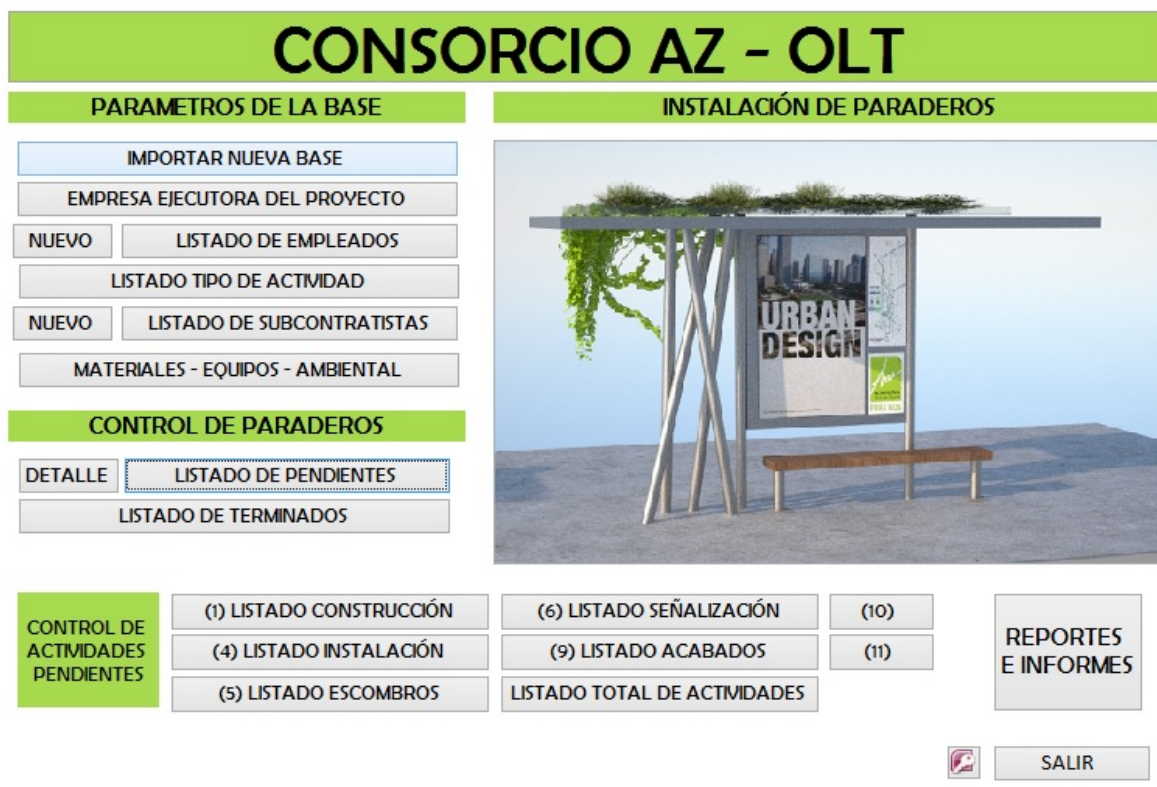 CONSORCIO AZ - OLT
PARAMETROS DE LA BASE
IMPORTAR NUEVA BASE
EMPRESA EJECUTORA DEL PROYECTO
NUEVO
LISTADO DE EMPLEADOS
LISTADO TIPO DE ACTIVIDAD
NUEVO
LISTADO DE SUBCONTRATISTAS
MATERIALES - EQUIPOS - AMBIENTAL
CONTROL DE PARADEROS
DETALLE
LISTADO DE PENDIENTES
LISTADO DE TERMINADOS
INSTALACIÓN DE PARADEROS
URBAN
DESIGN
CONTROL DE
ACTIVIDADES
PENDIENTES
(1) LISTADO CONSTRUCCIÓN
(4) LISTADO INSTALACIÓN
(5) LISTADO ESCOMBROS
(6) LISTADO SEÑALIZACIÓN
(9) LISTADO ACABADOS
LISTADO TOTAL DE ACTIVIDADES
(10)
(11)
REPORTES
E INFORMES
SALIR